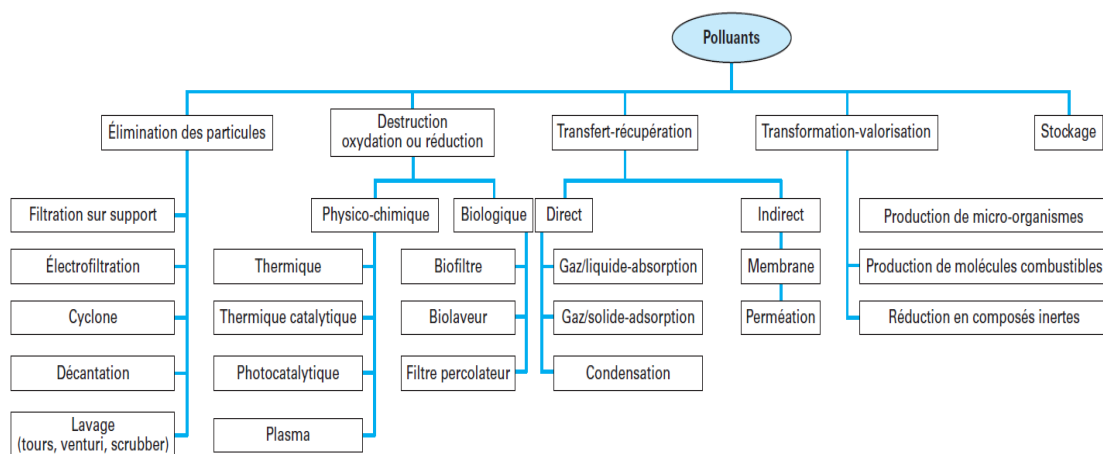 Polluants
Élimination des particules
Destruction
oxydation ou réduction
Transfert-récupération
Transformation-valorisation
Stockage
Filtration sur support
Physico-chimique
Biologique
Direct
Indirect
Production de micro-organismes
Électrofiltration
Thermique
Biofiltre
Gaz/liquide-absorption
Membrane
Production de molécules combustibles
Cyclone
Thermique catalytique
Biolaveur
Gaz/solide-adsorption
Perméation
Réduction en composés inertes
Décantation
Photocatalytique
Filtre percolateur
Condensation
Lavage
(tours, venturi, scrubber)
Plasma